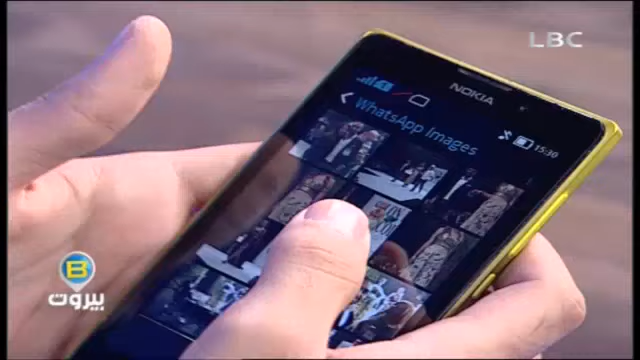 LBC
NOKIA
WhatsApp Images
15:30
B
بيروت